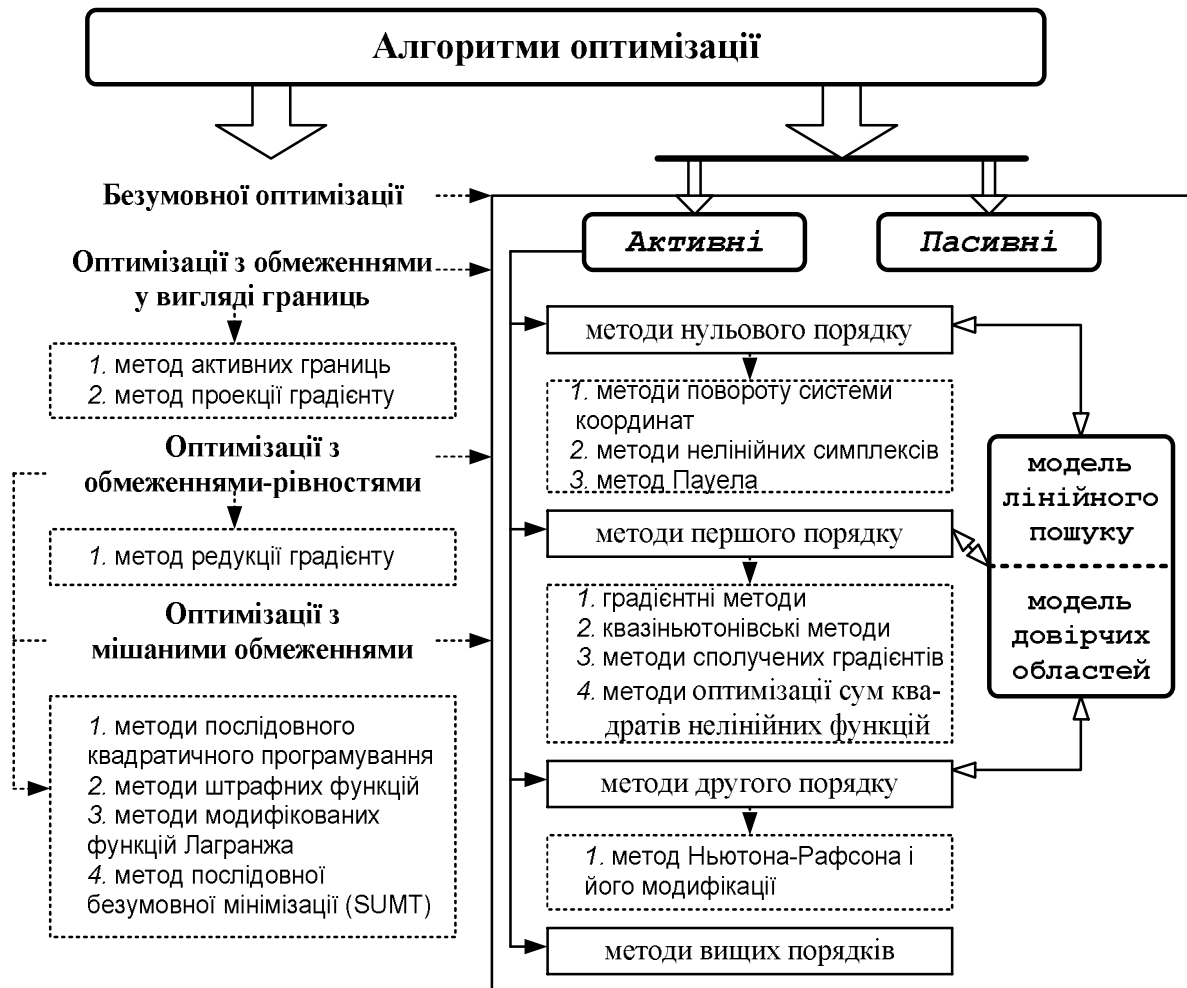 Алгоритми оптимізації
Безумовної оптимізації
Оптимізації з обмеженнями
у вигляді границь
1. метод активних границь
2. метод проекції градієнту
Оптимізації з
обмеженнями-рівностями
1. метод редукції градієнту
Оптимізації з
мішаними обмеженнями
1. методи послідовного
квадратичного програмування
2. методи штрафних функцій
3. методи модифікованих
функцій Лагранжа
4. метод послідовної
безумовної мінімізації (SUMT)
Активні
Пасивні
методи нульового порядку
1. методи повороту системи
координат
2. методи нелінійних симплексів
3. метод Пауела
методи першого порядку
1. градієнтні методи
2. квазіньютонівські методи
3. методи сполучених градієнтів
4. методи оптимізації сум ква-
дратів нелінійних функцій
методи другого порядку
1. метод Ньютона-Рафсона і
його модифікації
методи вищих порядків
модель
лінійного
пошуку
модель
довірчих
областей